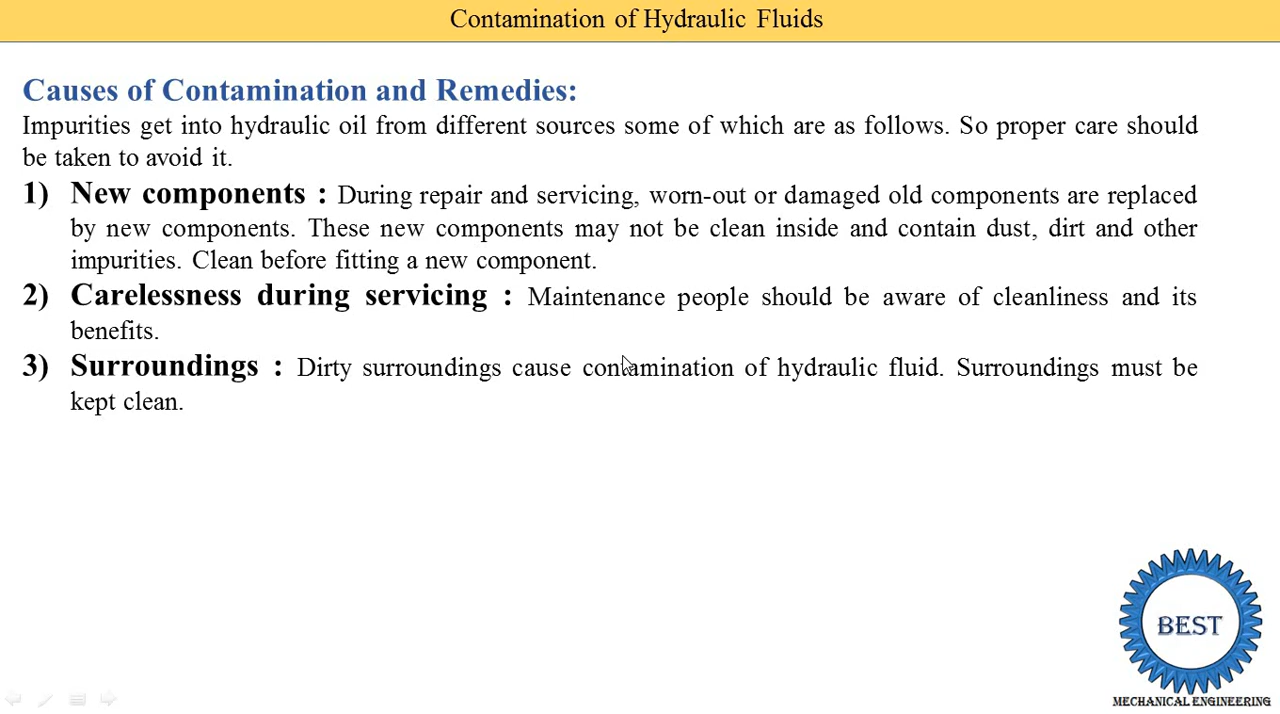 Contamination of Hydraulic Fluids
Causes of Contamination and Remedies:
Impurities get into hydraulic oil from different sources some of which are as follows. So proper care should
be taken to avoid it.
1) New components : During repair and servicing, worn-out or damaged old components are replaced
by new components. These new components may not be clean inside and contain dust, dirt and other
impurities. Clean before fitting a new component.
2) Carelessness during servicing : Maintenance people should be aware of cleanliness and its
benefits.
3) Surroundings : Dirty surroundings cause contamination of hydraulic fluid. Surroundings must be
kept clean.
BEST
MECHANICAL ENGINEERING